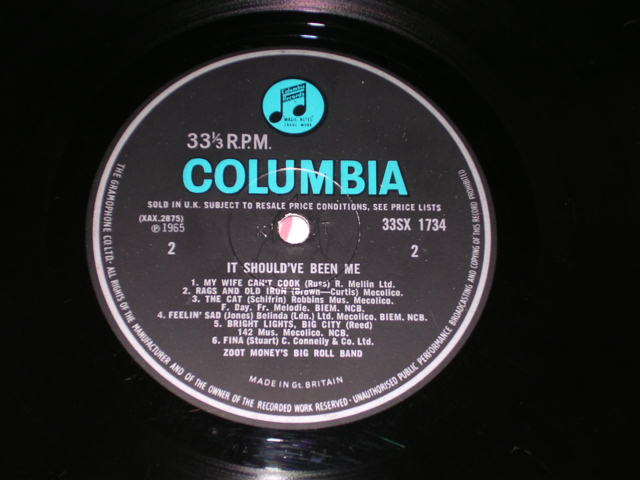 Columbia
Records
MAGIC NOTES
TRADE MARK
33⅓ R.P.M.
COLUMBIA
SOLD IN U.K. SUBJECT TO RESALE PRICE CONDITIONS, SEE PRICE LISTS
(XAX.2875)
℗ 1965
33SX 1734
2
2
IT SHOULD'VE BEEN ME
1. MY WIFE CAN'T COOK (Russ) R. Mellin Ltd.
2. RAGS AND OLD IRON (Brown—Curtis) Mecolico.
3. THE CAT (Schifrin) Robbins Mus. Mecolico.
F. Day. Fr. Melodie. BIEM. NCB.
4. FEELIN' SAD (Jones) Belinda (Ldn.) Ltd. Mecolico. BIEM. NCB.
5. BRIGHT LIGHTS, BIG CITY (Reed)
142 Mus. Mecolico. NCB.
6. FINA (Stuart) C. Connelly & Co. Ltd.
ZOOT MONEY'S BIG ROLL BAND
MADE IN Gt. BRITAIN
THE GRAMOPHONE CO LTD · ALL RIGHTS OF THE MANUFACTURER AND OF THE OWNER OF THE RECORDED WORK RESERVED · UNAUTHORISED PUBLIC PERFORMANCE BROADCASTING AND COPYING OF THIS RECORD PROHIBITED